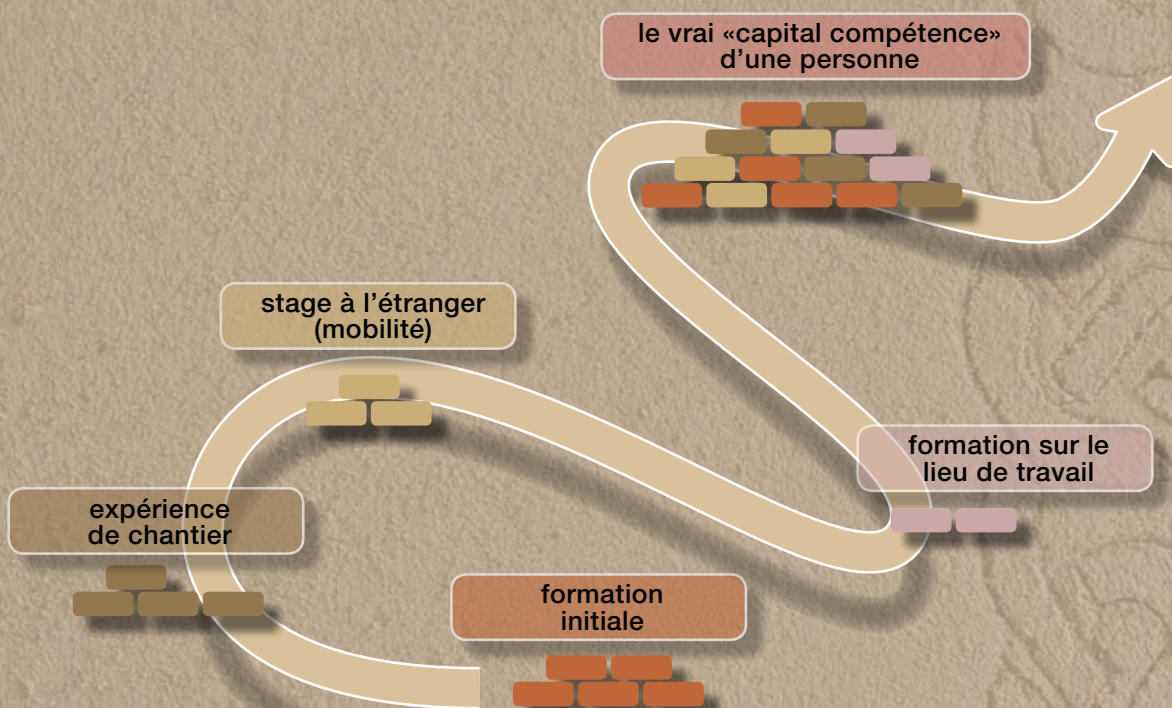 le vrai «capital compétence»
d’une personne
stage à l’étranger
(mobilité)
formation sur le
lieu de travail
expérience
de chantier
formation
initiale